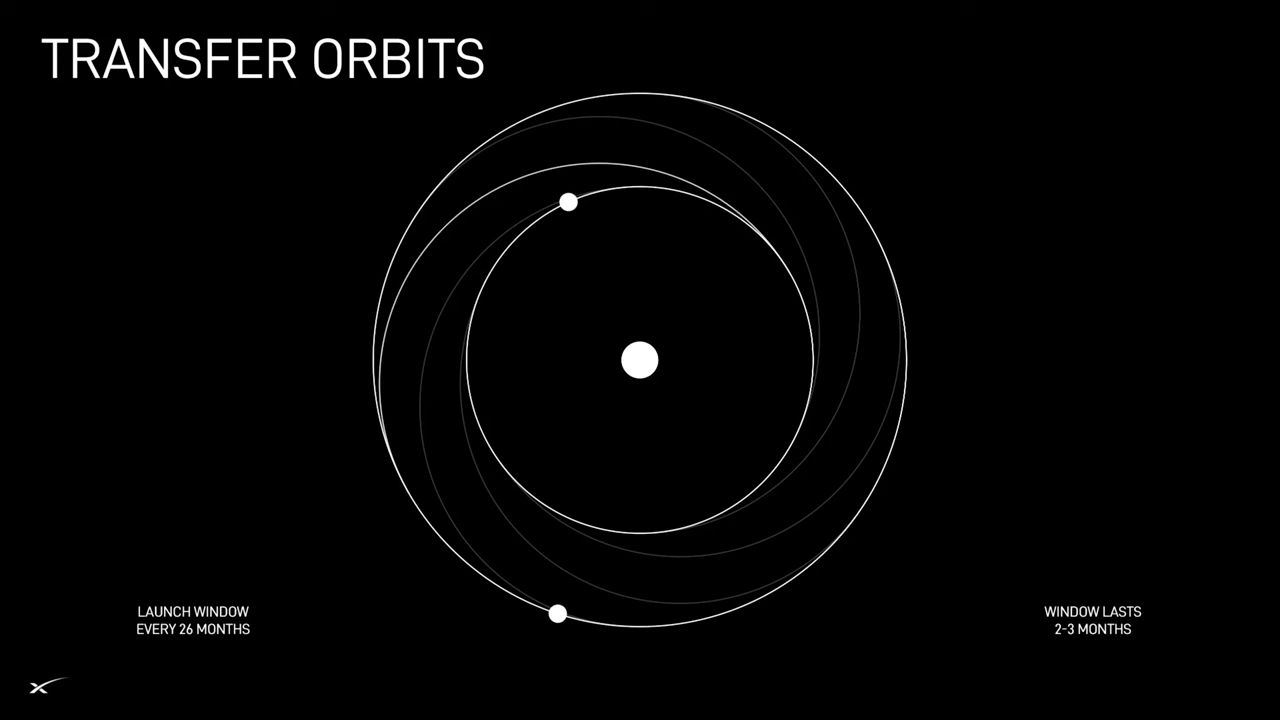 TRANSFER ORBITS
LAUNCH WINDOW
EVERY 26 MONTHS
WINDOW LASTS
2-3 MONTHS